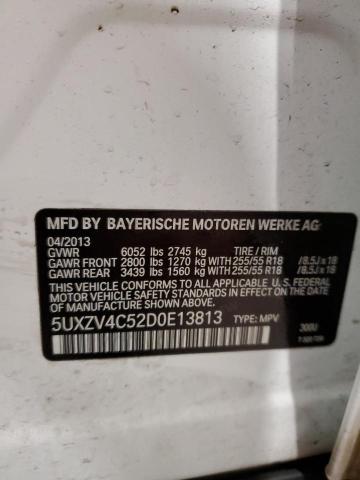 MFD BY BAYERISCHE MOTOREN WERKE AG
04/2013
GVWR 6052 lbs 2745 kg TIRE / RIM
GAWR FRONT 2800 lbs 1270 kg WITH 255/55 R18 /8.5J x 18
GAWR REAR 3439 lbs 1560 kg WITH 255/55 R18 /8.5J x 18
THIS VEHICLE CONFORMS TO ALL APPLICABLE U.S. FEDERAL
MOTOR VEHICLE SAFETY STANDARDS IN EFFECT ON THE DATE
OF MANUFACTURE SHOWN ABOVE.
5UXZV4C52D0E13813 TYPE: MPV
300U